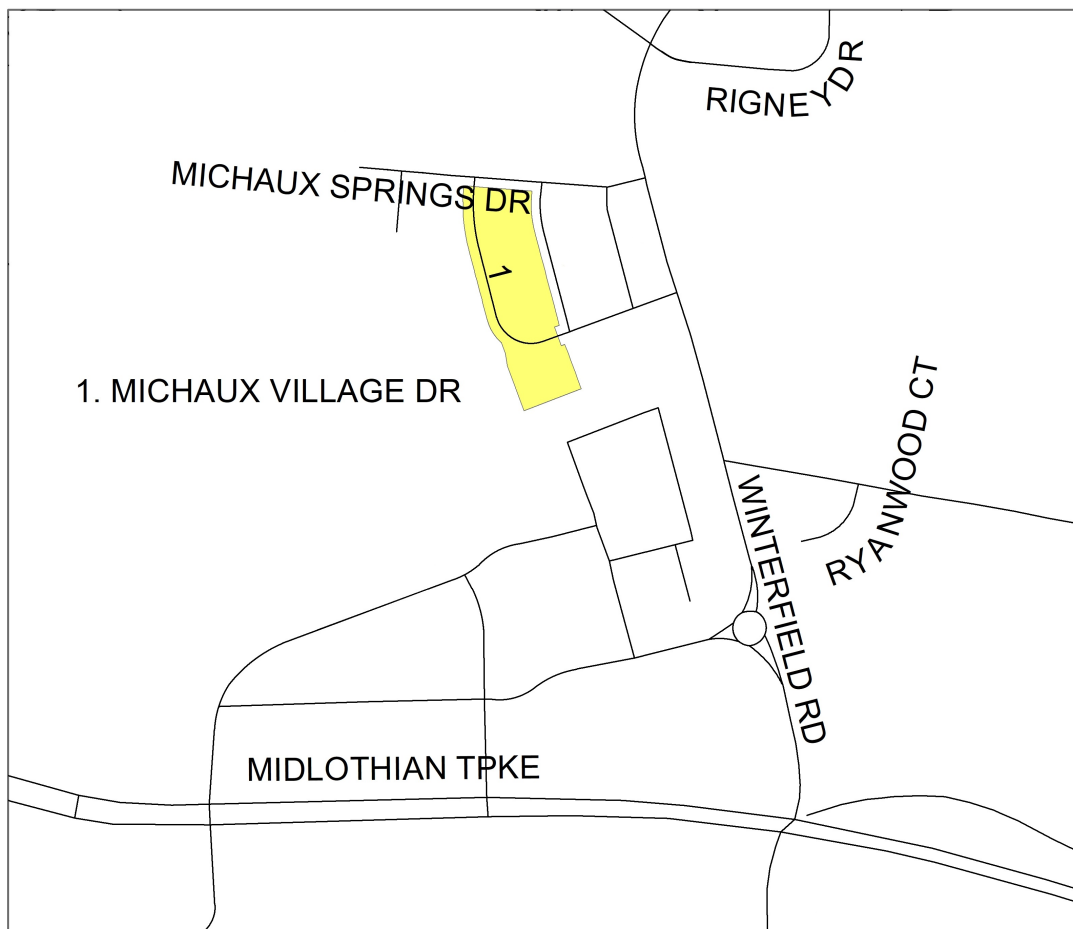 RIGNEY DR
MICHAUX SPRINGS DR
1
1. MICHAUX VILLAGE DR
RYANWOOD CT
WINTERFIELD RD
MIDLOTHIAN TPKE